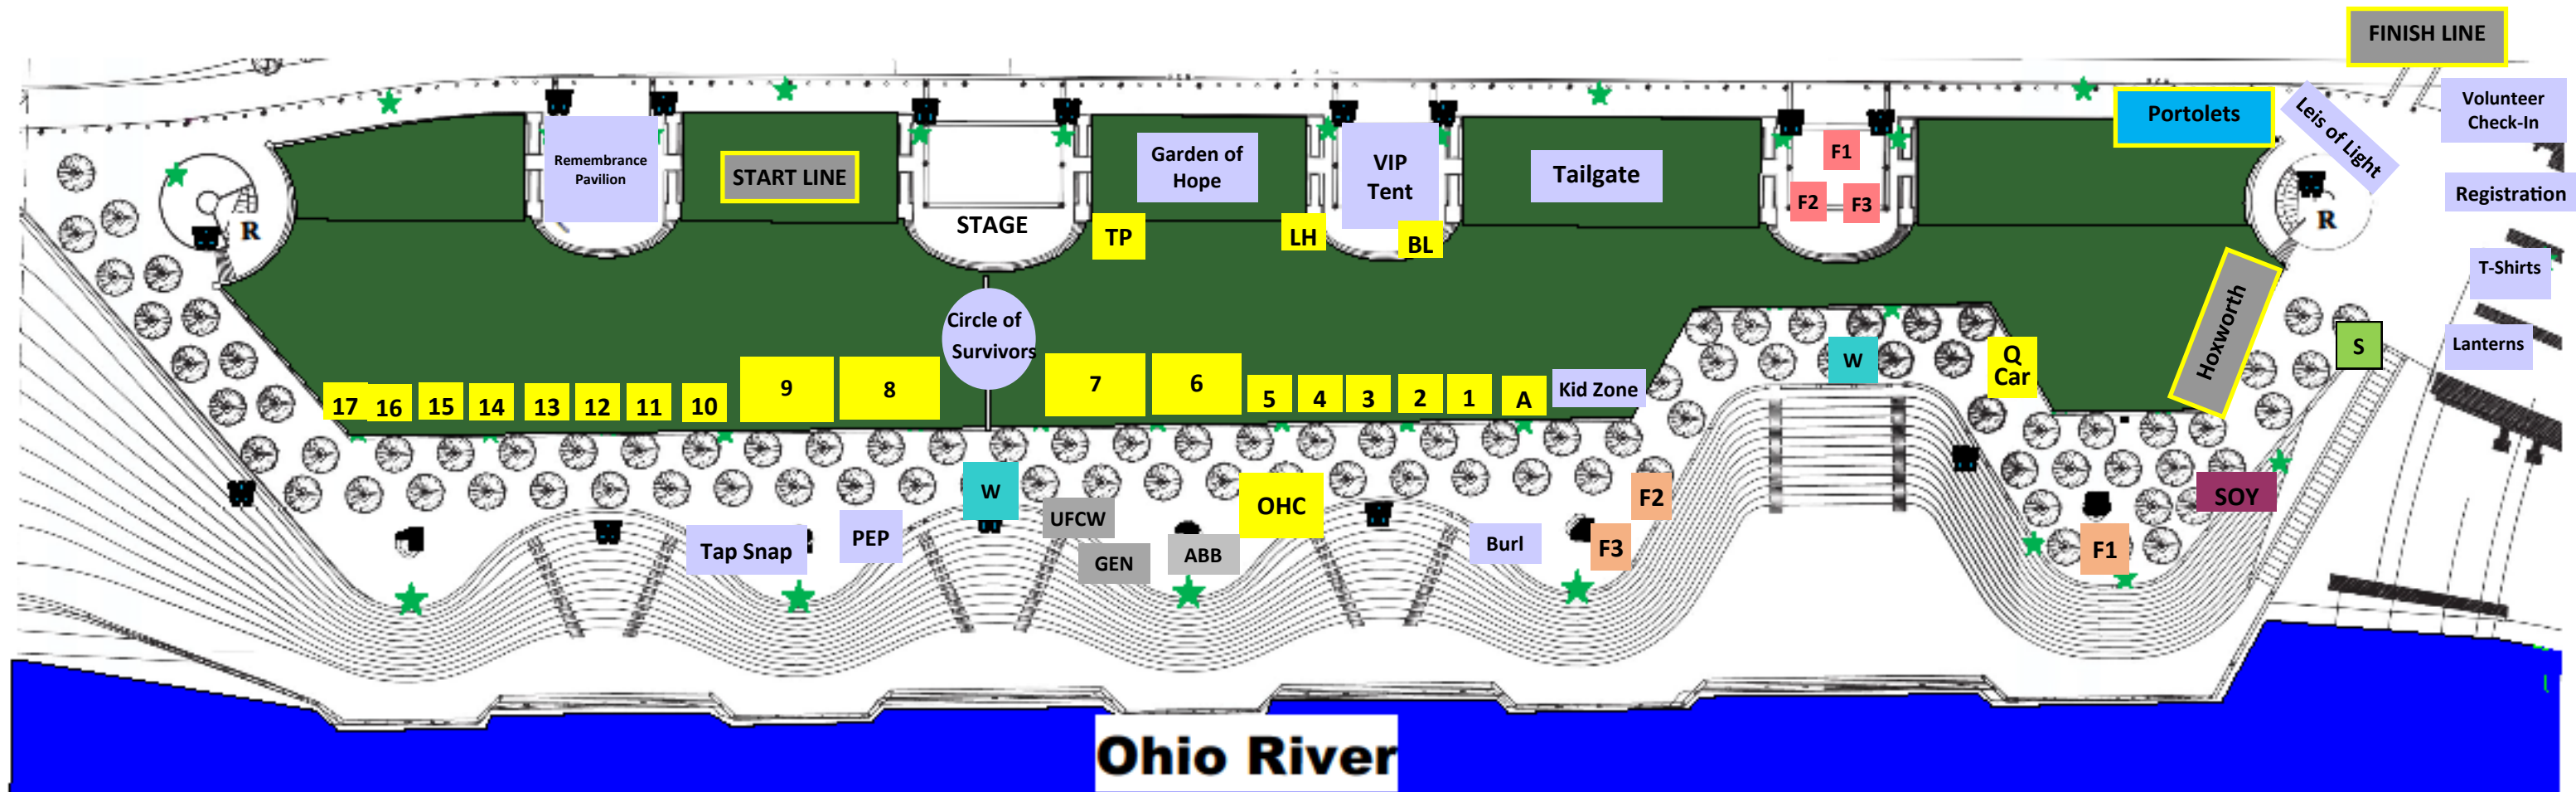 FINISH LINE
Volunteer
Check-In
Portolets
Leis of Light
Remembrance
Pavilion
START LINE
STAGE
Garden of
Hope
VIP
Tent
Tailgate
F1
F2
F3
Registration
R
R
TP
LH
BL
T-Shirts
Hoxworth
Circle of
Survivors
Lanterns
S
W
Q
Car
17
16
15
14
13
12
11
10
9
8
7
6
5
4
3
2
1
A
Kid Zone
W
UFCW
OHC
F2
SOY
Tap Snap
PEP
GEN
ABB
Burl
F3
F1
Ohio River